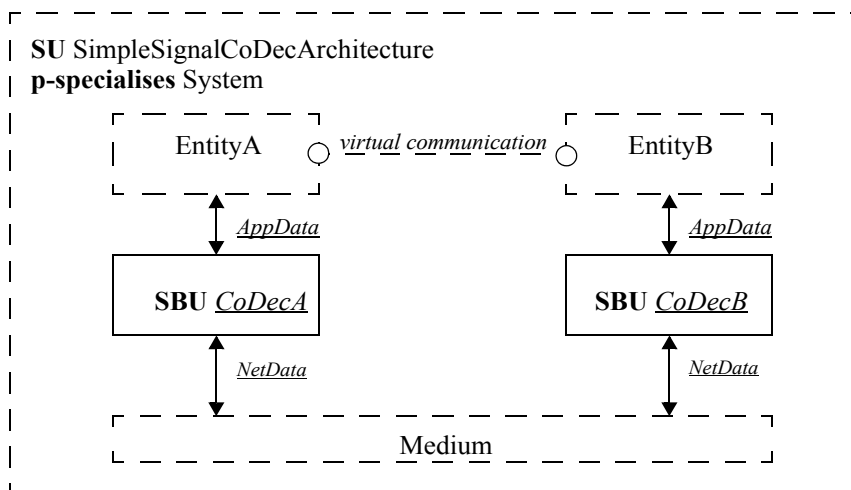 SU SimpleSignalCoDecArchitecture
p-specialises System
EntityA
virtual communication
EntityB
AppData
AppData
SBU CoDecA
SBU CoDecB
NetData
NetData
Medium